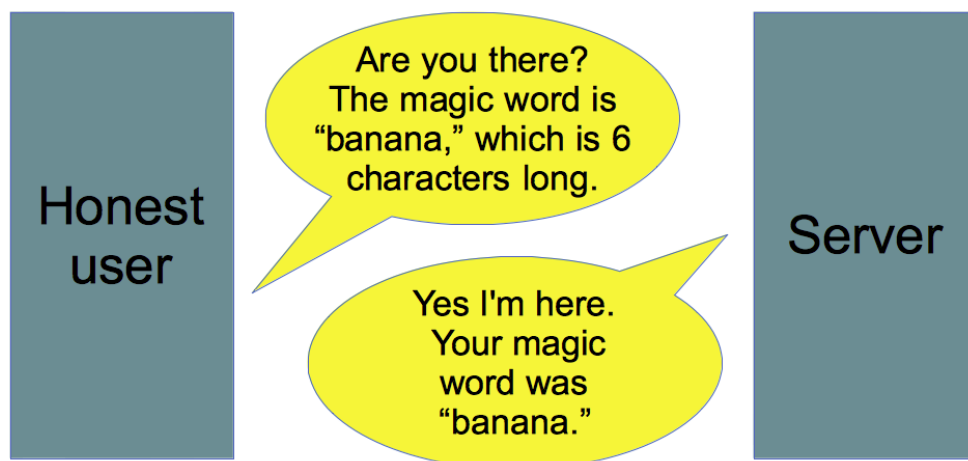 Are you there?
The magic word is
“banana,” which is 6
characters long.
Honest
user
Server
Yes I'm here.
Your magic
word was
“banana.”